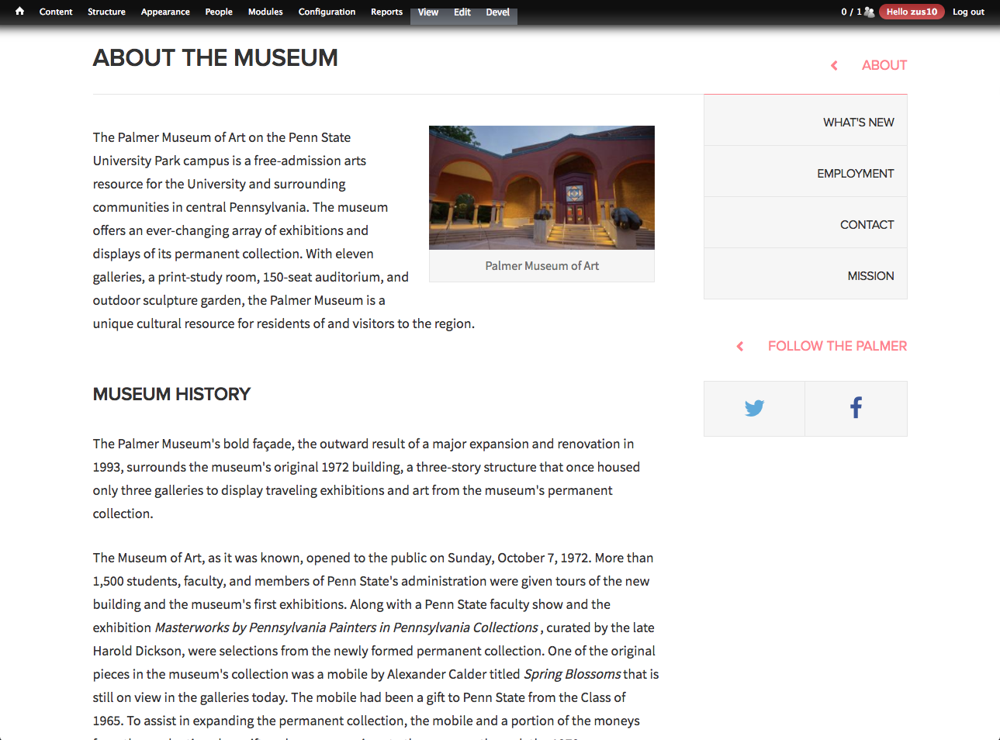 Content Structure Appearance People Modules Configuration Reports View Edit Devel 0 / 1 Hello zus10 Log out
ABOUT THE MUSEUM
The Palmer Museum of Art on the Penn State
University Park campus is a free-admission arts
resource for the University and surrounding
communities in central Pennsylvania. The museum
offers an ever-changing array of exhibitions and
displays of its permanent collection. With eleven
galleries, a print-study room, 150-seat auditorium, and
outdoor sculpture garden, the Palmer Museum is a
unique cultural resource for residents of and visitors to the region.
Palmer Museum of Art
MUSEUM HISTORY
The Palmer Museum's bold façade, the outward result of a major expansion and renovation in
1993, surrounds the museum's original 1972 building, a three-story structure that once housed
only three galleries to display traveling exhibitions and art from the museum's permanent
collection.
The Museum of Art, as it was known, opened to the public on Sunday, October 7, 1972. More than
1,500 students, faculty, and members of Penn State's administration were given tours of the new
building and the museum's first exhibitions. Along with a Penn State faculty show and the
exhibition Masterworks by Pennsylvania Painters in Pennsylvania Collections , curated by the late
Harold Dickson, were selections from the newly formed permanent collection. One of the original
pieces in the museum's collection was a mobile by Alexander Calder titled Spring Blossoms that is
still on view in the galleries today. The mobile had been a gift to Penn State from the Class of
1965. To assist in expanding the permanent collection, the mobile and a portion of the moneys
ABOUT
WHAT'S NEW
EMPLOYMENT
CONTACT
MISSION
FOLLOW THE PALMER